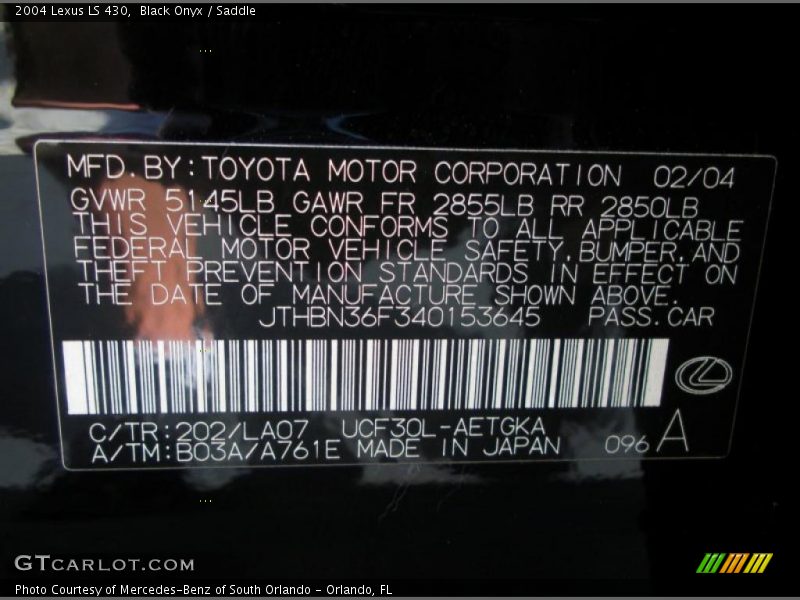 2004 Lexus LS 430, Black Onyx / Saddle
MFD. BY: TOYOTA MOTOR CORPORATION 02/04
GVWR 5145LB GAWR FR 2855LB RR 2850LB
THIS VEHICLE CONFORMS TO ALL APPLICABLE
FEDERAL MOTOR VEHICLE SAFETY, BUMPER, AND
THEFT PREVENTION STANDARDS IN EFFECT ON
THE DATE OF MANUFACTURE SHOWN ABOVE.
JTHBN36F340153645 PASS. CAR
C/TR: 202/LA07 UCF30L-AETGKA
A/TM: B03A/A761E MADE IN JAPAN 096 A
GTCARLOT.COM
Photo Courtesy of Mercedes-Benz of South Orlando - Orlando, FL